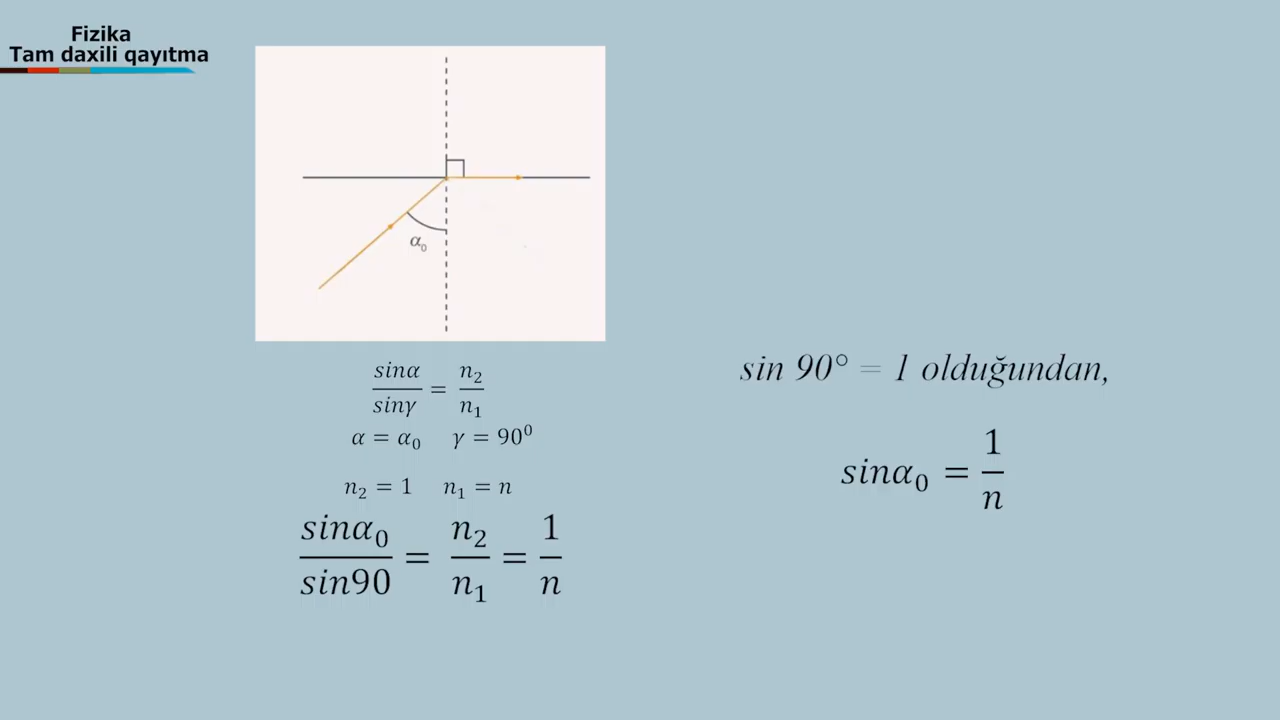 Fizika
Tam daxili qayıtma
α₀
sinα/sinγ = n₂/n₁
α = α₀ γ = 90⁰
n₂ = 1 n₁ = n
sinα₀/sin90 = n₂/n₁ = 1/n
sin 90° = 1 olduğundan,
sinα₀ = 1/n